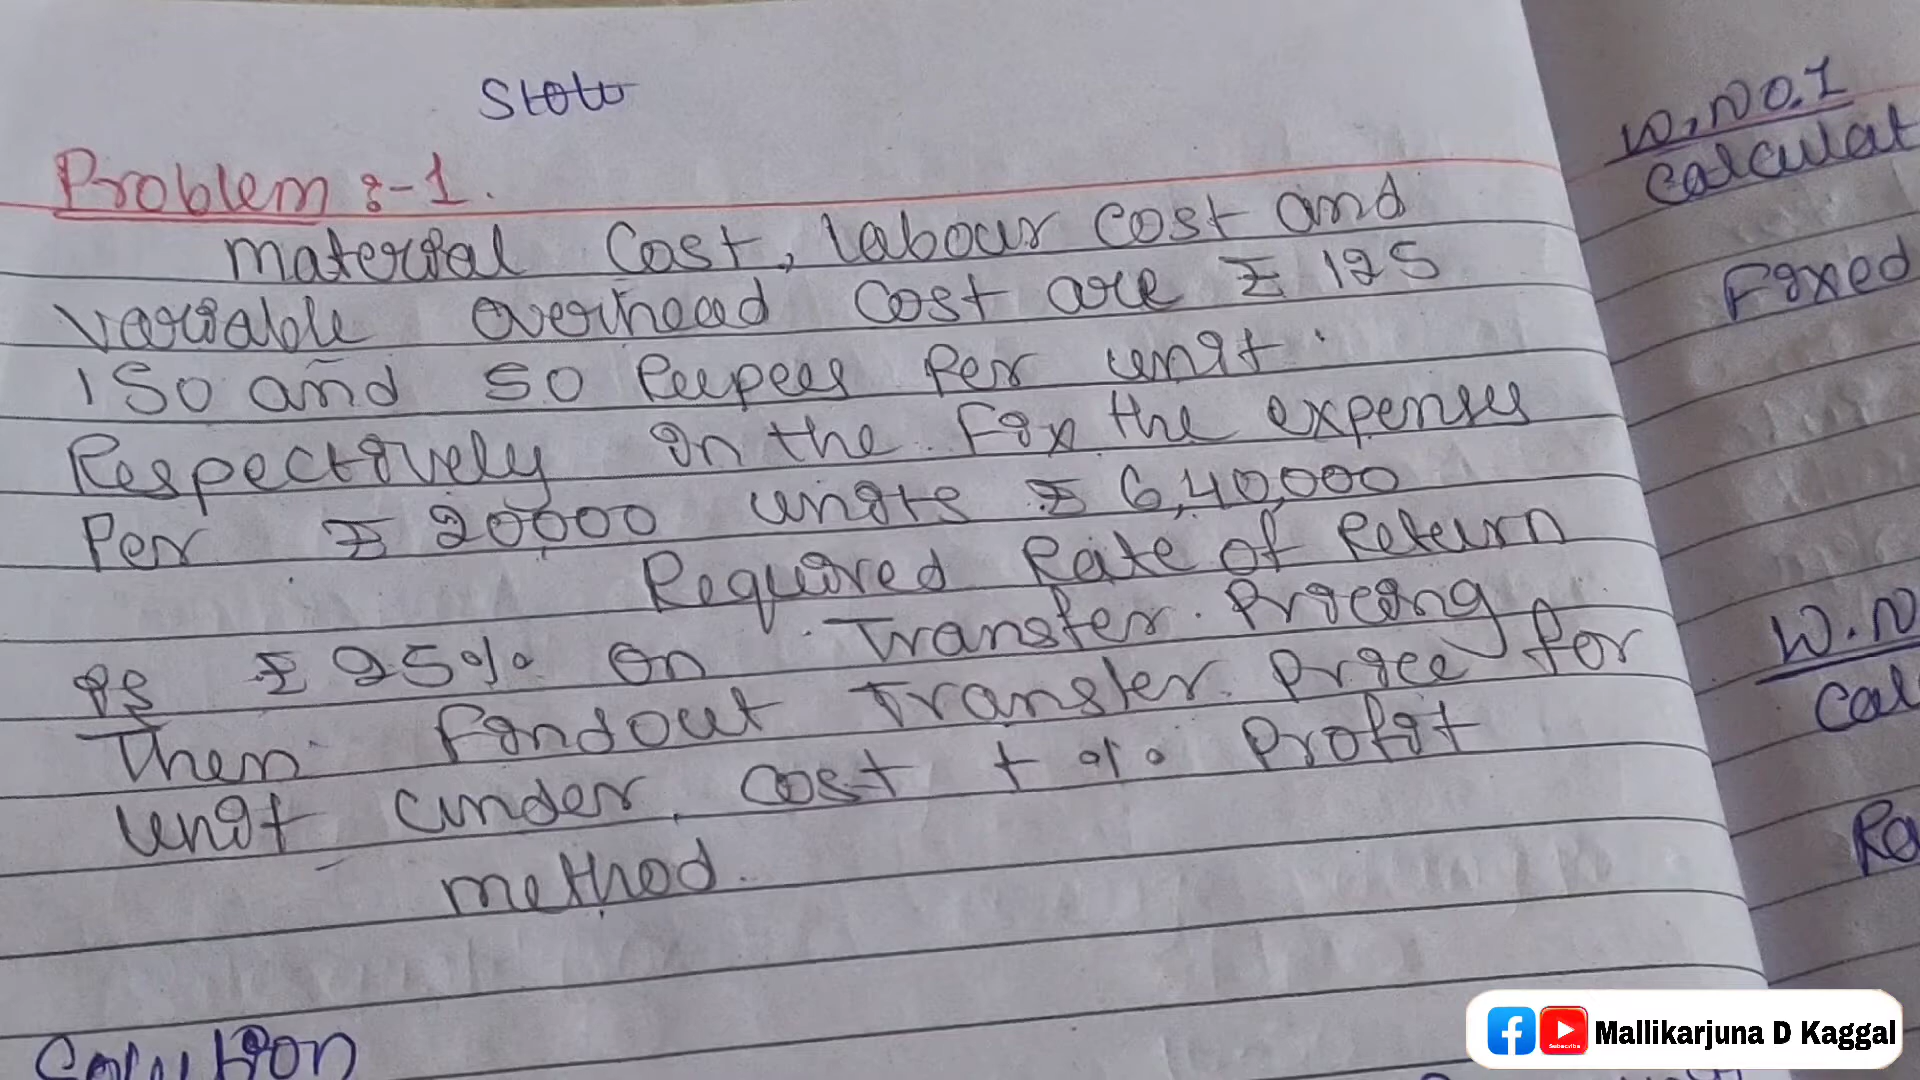 Problem :-1.
material Cost, labour cost and
variable overhead cost are ₹ 125
150 and 50 Rupees Per unit.
Respectively in the Fix the expenses
Per ₹ 20000 units ₹ 6,40,000
Required Rate of Return
is ₹ 25% on Transfer Pricing
Then findout Transfer Price for
unit under cost + % Profit
method.
Solution
W.No.1
Calculat
Fixed
W.N
Cal
Ra
Mallikarjuna D Kaggal